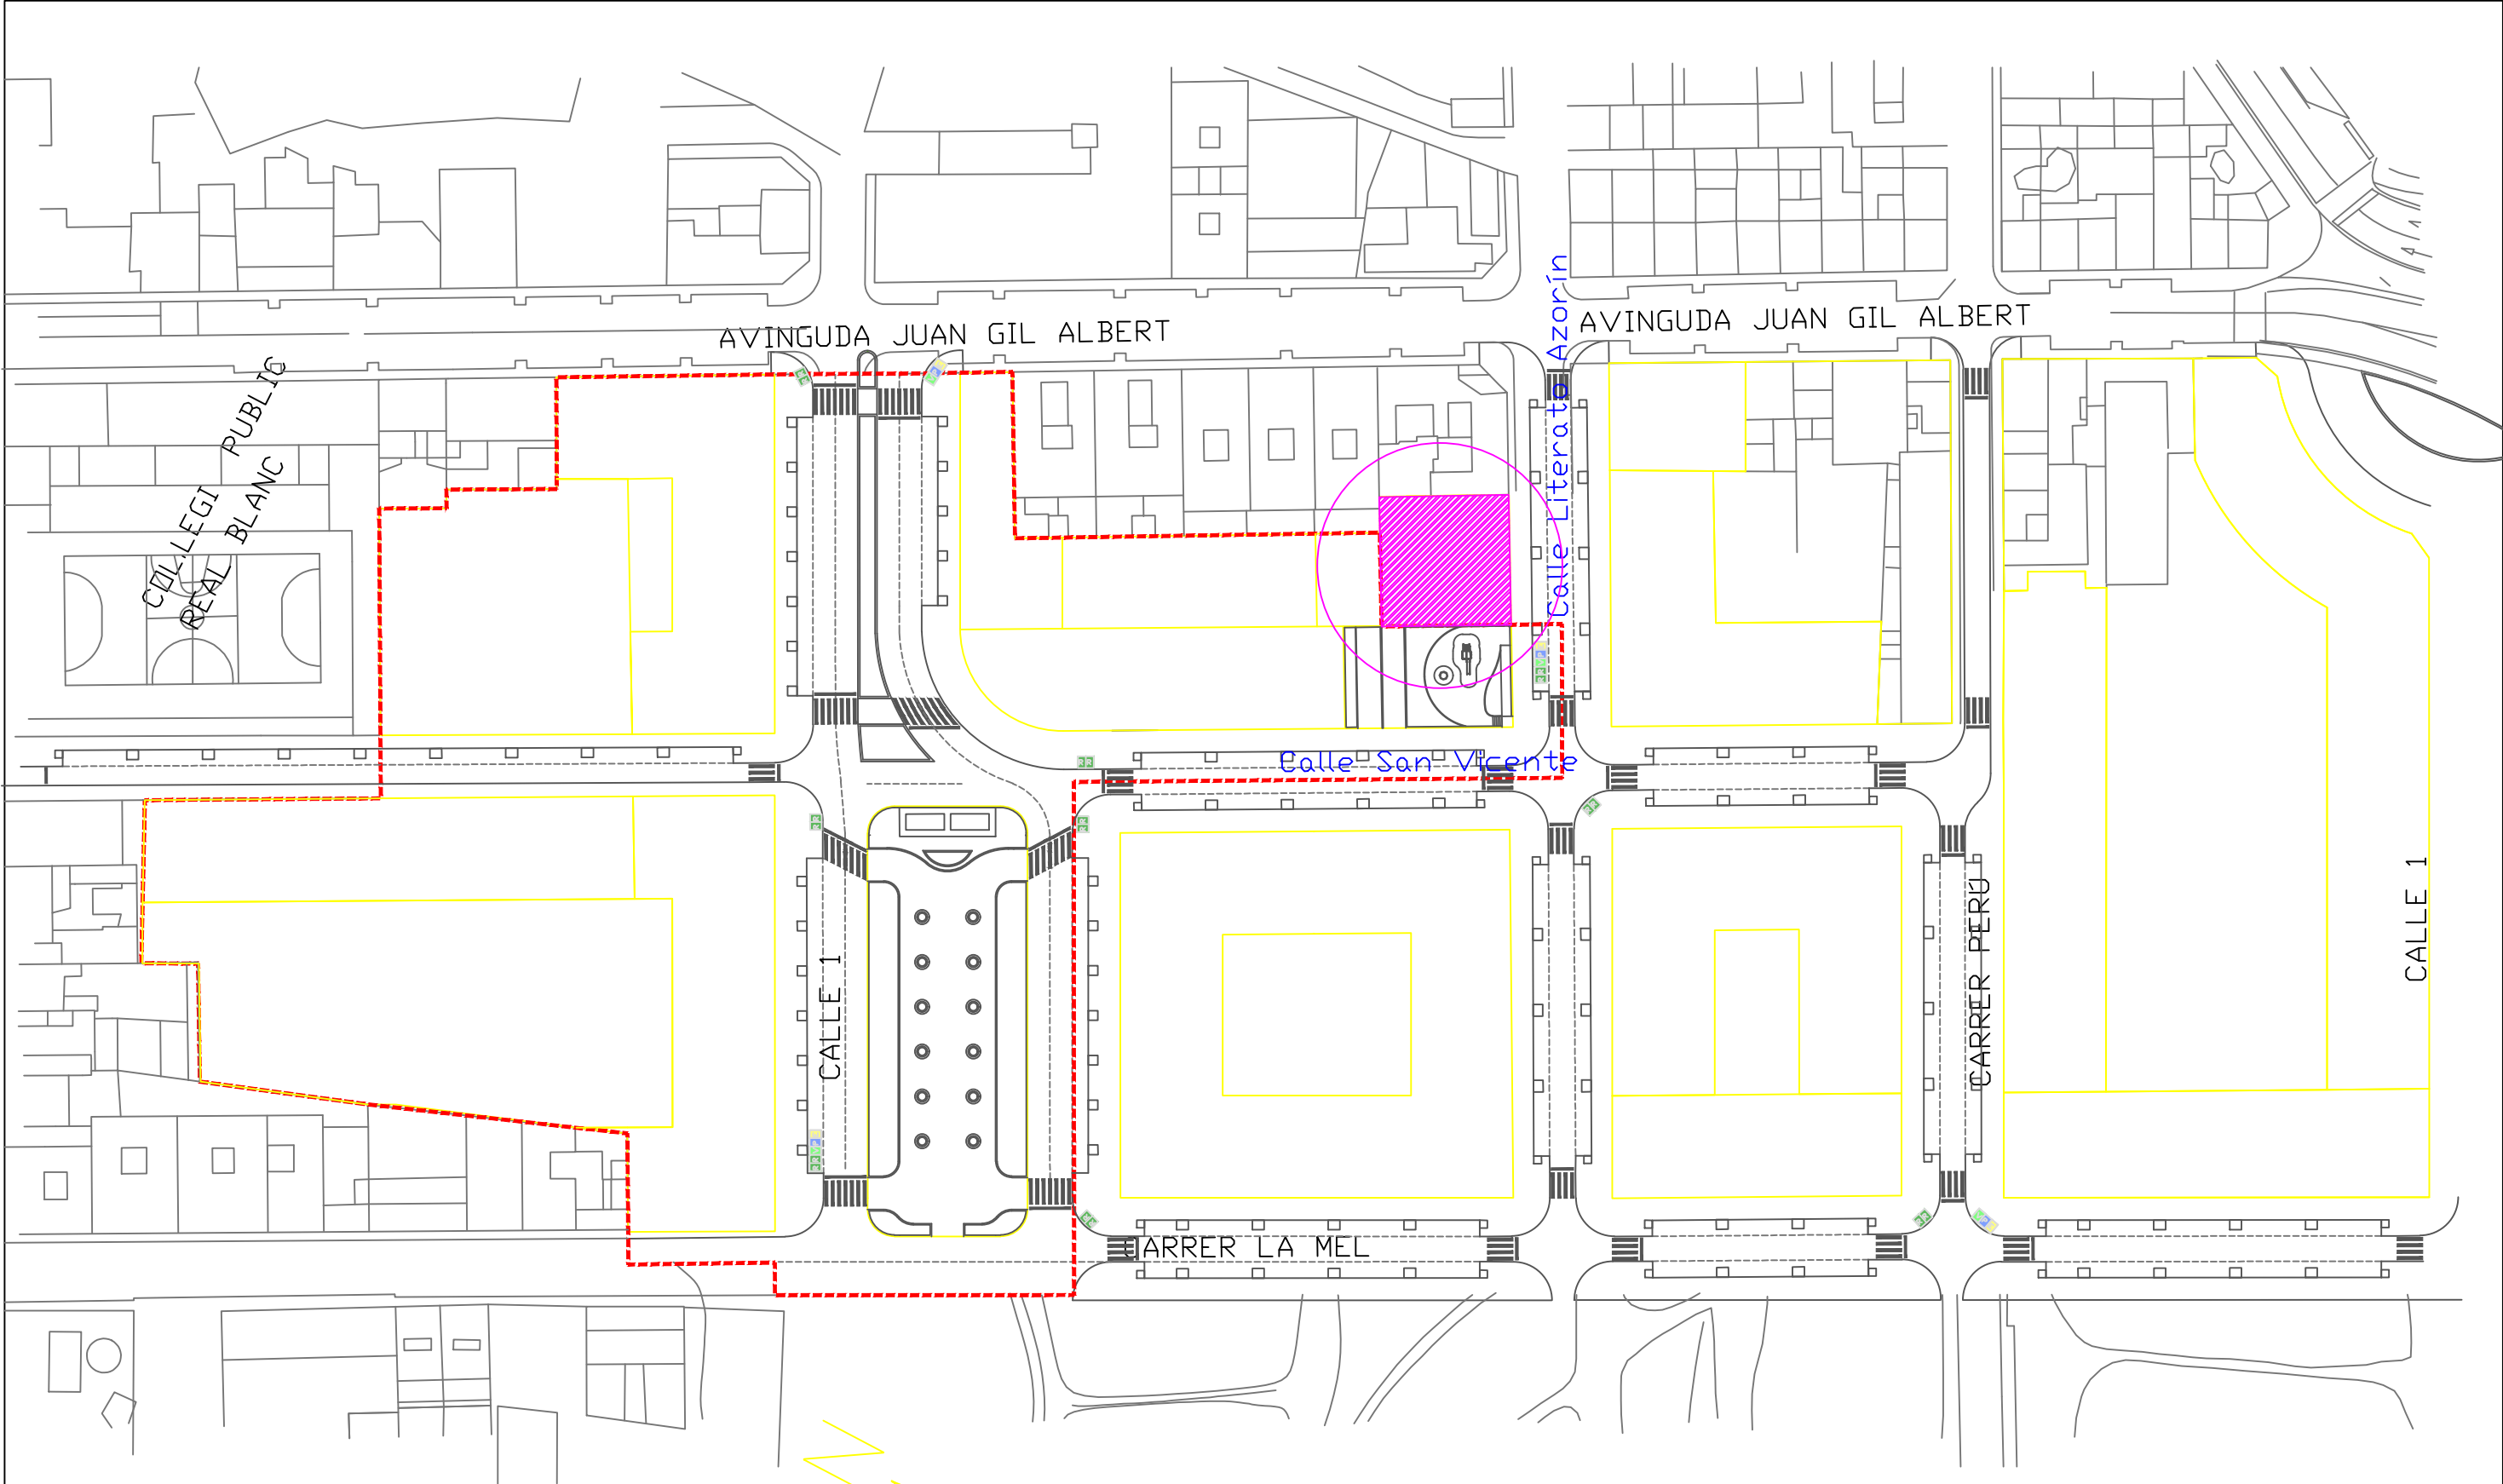 AVINGUDA JUAN GIL ALBERT
AVINGUDA JUAN GIL ALBERT
Calle Literato Azorín
COL.LEGI PUBLIC
REAL BLANC
Calle San Vicente
CALLE 1
CARRER PERÚ
CALLE 1
CARRER LA MEL